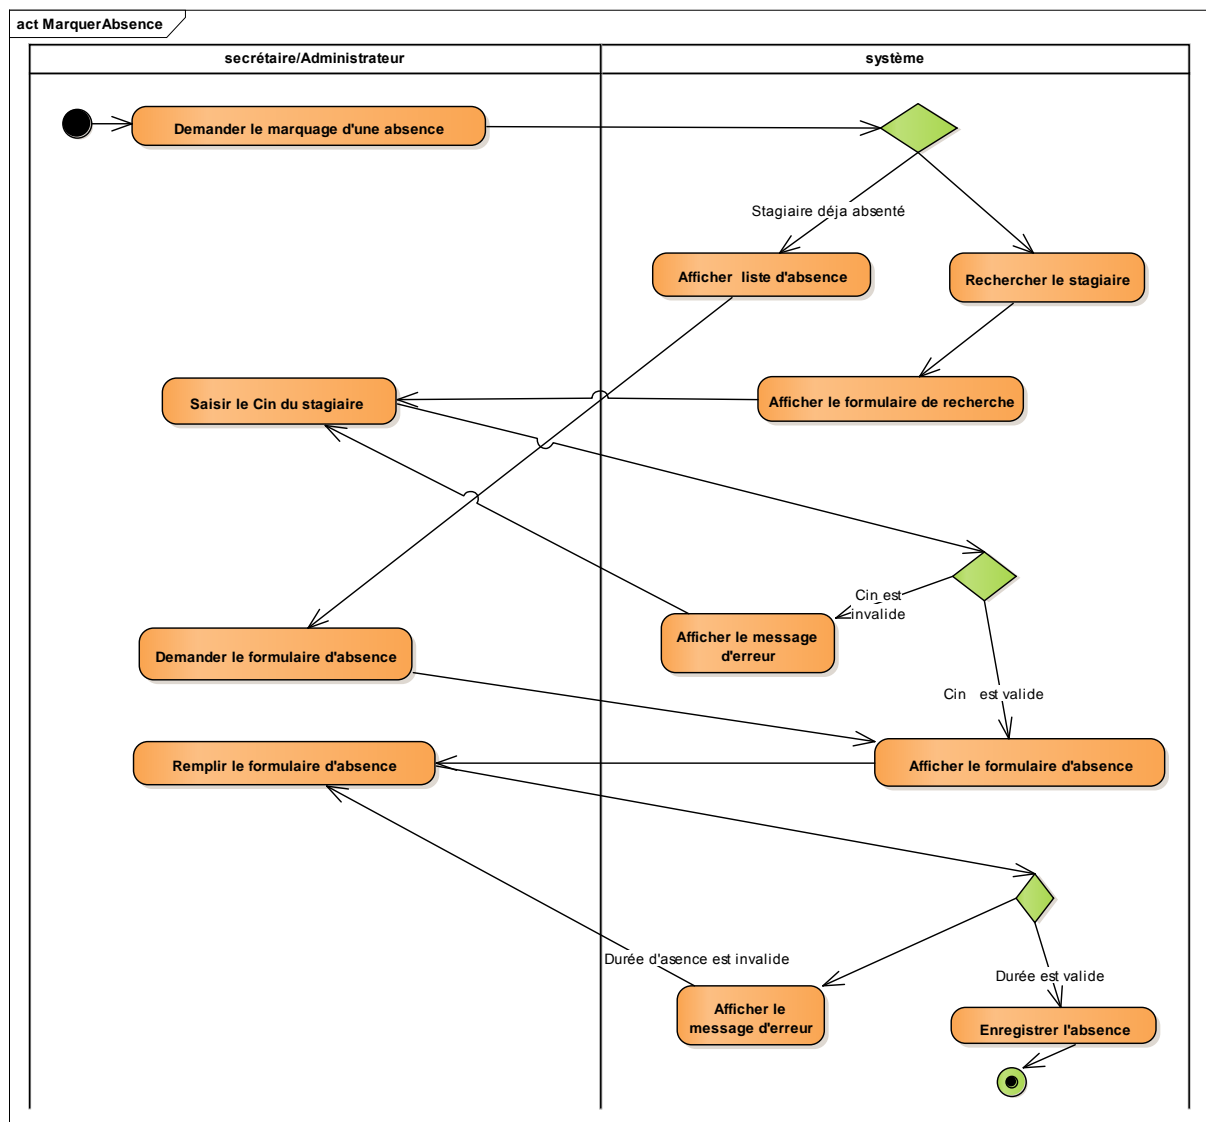 act MarquerAbsence
secrétaire/Administrateur
système
Demander le marquage d'une absence
Stagiaire déja absenté
Afficher liste d'absence
Rechercher le stagiaire
Saisir le Cin du stagiaire
Afficher le formulaire de recherche
Cin est
invalide
Afficher le message
d'erreur
Demander le formulaire d'absence
Cin est valide
Remplir le formulaire d'absence
Afficher le formulaire d'absence
Durée d'asence est invalide
Durée est valide
Afficher le
message d'erreur
Enregistrer l'absence